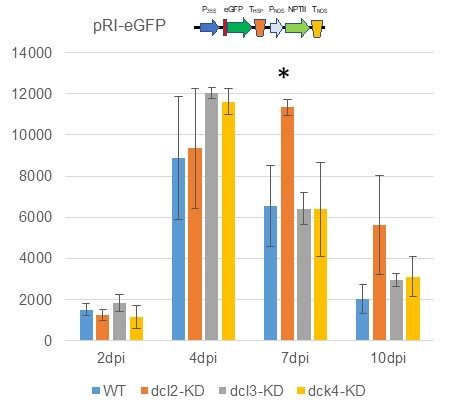 P35S eGFP THSP PNOS NPTII TNOS
pRI-eGFP
14000
12000
*
10000
8000
6000
4000
2000
0
2dpi 4dpi 7dpi 10dpi
WT dcl2-KD dcl3-KD dck4-KD